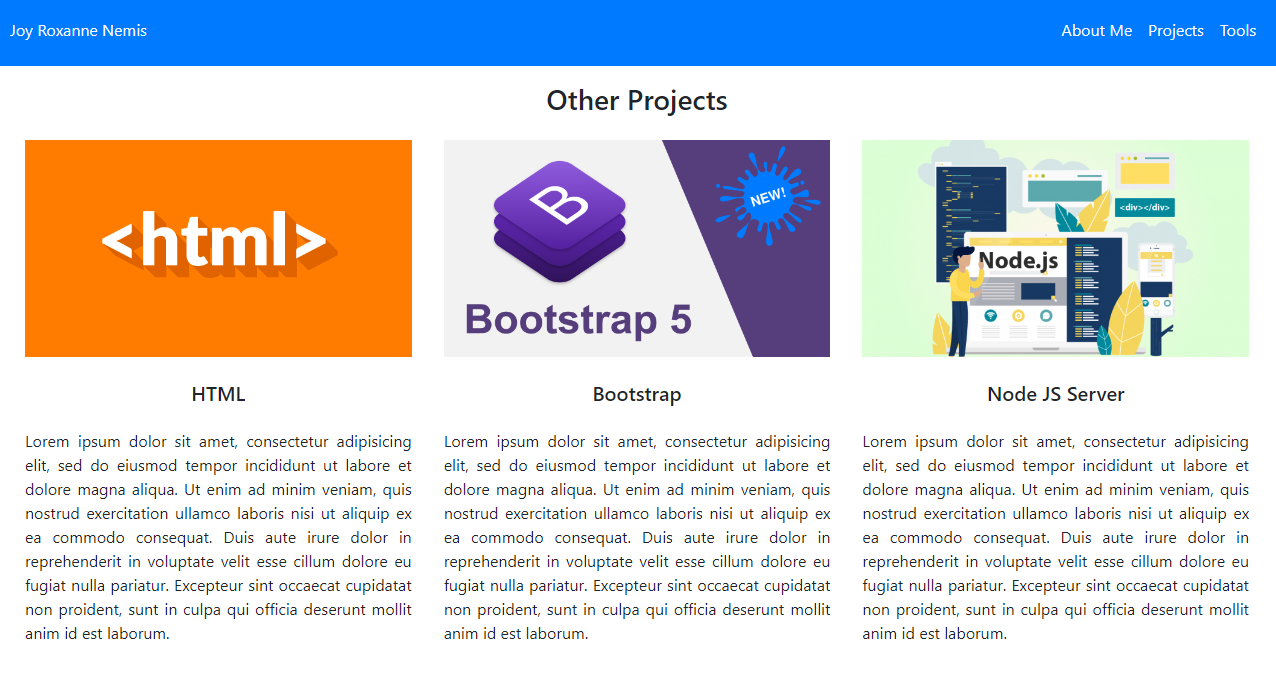 Joy Roxanne Nemis About Me Projects Tools
Other Projects
<html>
B
NEW!
Bootstrap 5
<div></div>
Node.js
HTML
Lorem ipsum dolor sit amet, consectetur adipisicing
elit, sed do eiusmod tempor incididunt ut labore et
dolore magna aliqua. Ut enim ad minim veniam, quis
nostrud exercitation ullamco laboris nisi ut aliquip ex
ea commodo consequat. Duis aute irure dolor in
reprehenderit in voluptate velit esse cillum dolore eu
fugiat nulla pariatur. Excepteur sint occaecat cupidatat
non proident, sunt in culpa qui officia deserunt mollit
anim id est laborum.
Bootstrap
Lorem ipsum dolor sit amet, consectetur adipisicing
elit, sed do eiusmod tempor incididunt ut labore et
dolore magna aliqua. Ut enim ad minim veniam, quis
nostrud exercitation ullamco laboris nisi ut aliquip ex
ea commodo consequat. Duis aute irure dolor in
reprehenderit in voluptate velit esse cillum dolore eu
fugiat nulla pariatur. Excepteur sint occaecat cupidatat
non proident, sunt in culpa qui officia deserunt mollit
anim id est laborum.
Node JS Server
Lorem ipsum dolor sit amet, consectetur adipisicing
elit, sed do eiusmod tempor incididunt ut labore et
dolore magna aliqua. Ut enim ad minim veniam, quis
nostrud exercitation ullamco laboris nisi ut aliquip ex
ea commodo consequat. Duis aute irure dolor in
reprehenderit in voluptate velit esse cillum dolore eu
fugiat nulla pariatur. Excepteur sint occaecat cupidatat
non proident, sunt in culpa qui officia deserunt mollit
anim id est laborum.